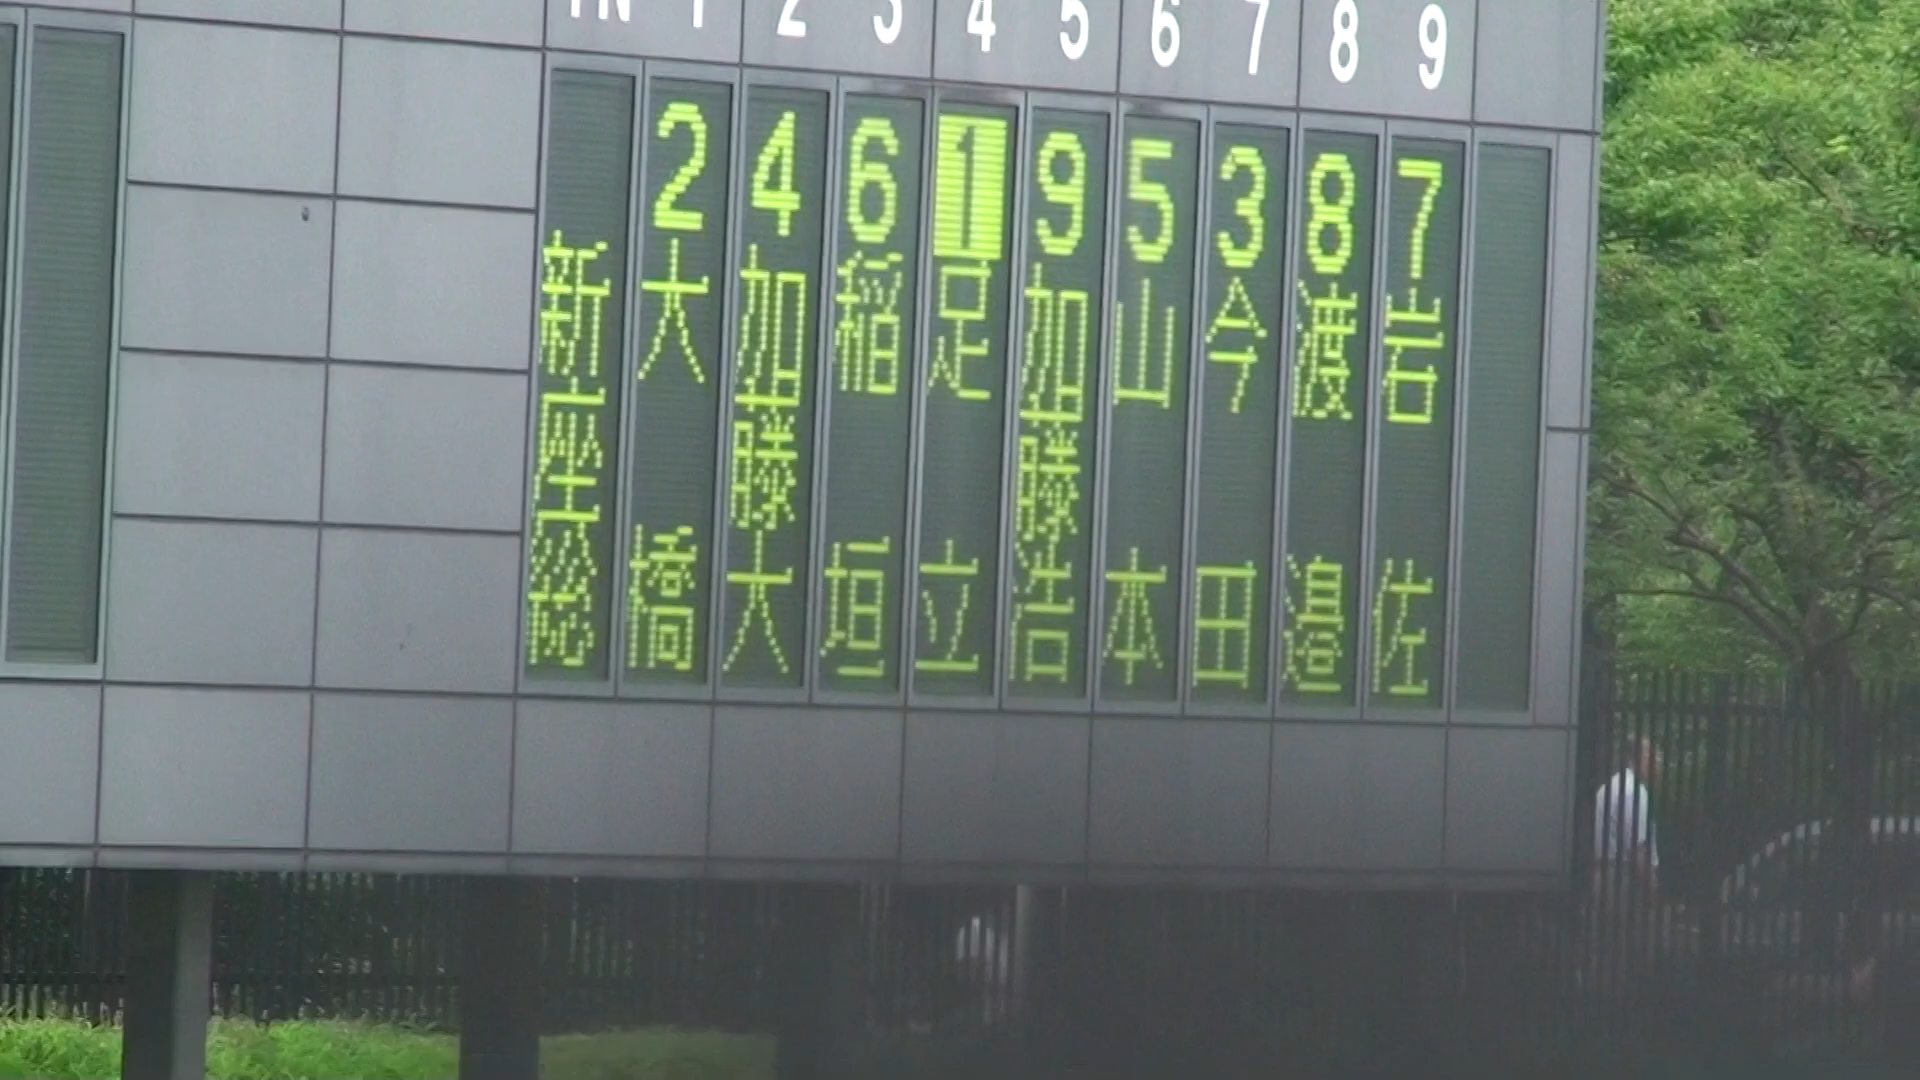 IN 1 2 3 4 5 6 7 8 9
新座総
2 大橋
4 加藤大
6 稲垣
1 足立
9 加藤浩
5 山本
3 今田
8 渡邉
7 岩佐